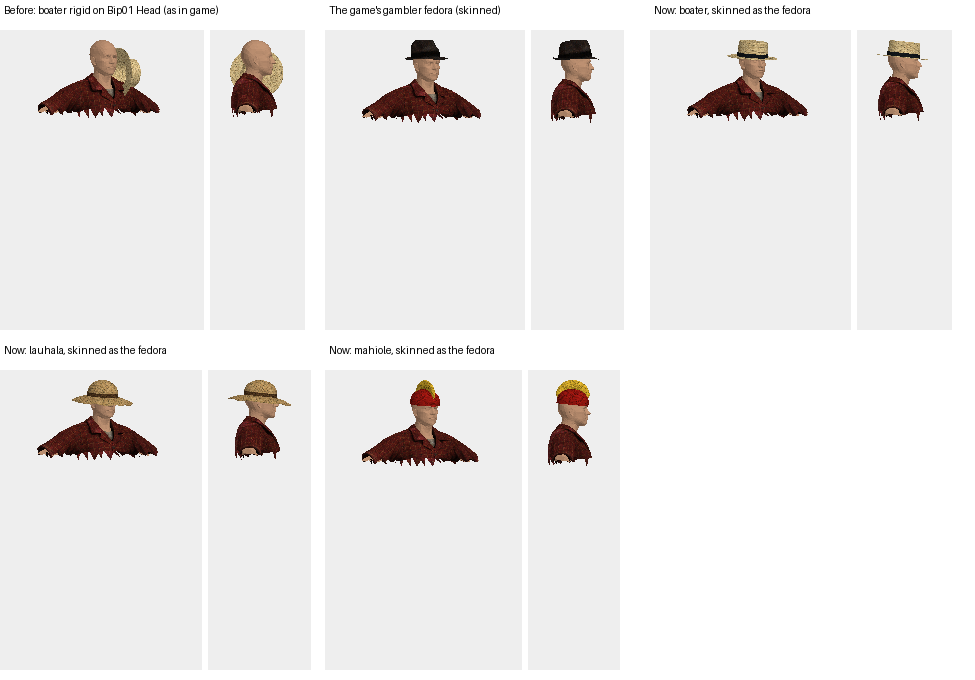 Before: boater rigid on Bip01 Head (as in game)
The game's gambler fedora (skinned)
Now: boater, skinned as the fedora
Now: lauhala, skinned as the fedora
Now: mahiole, skinned as the fedora